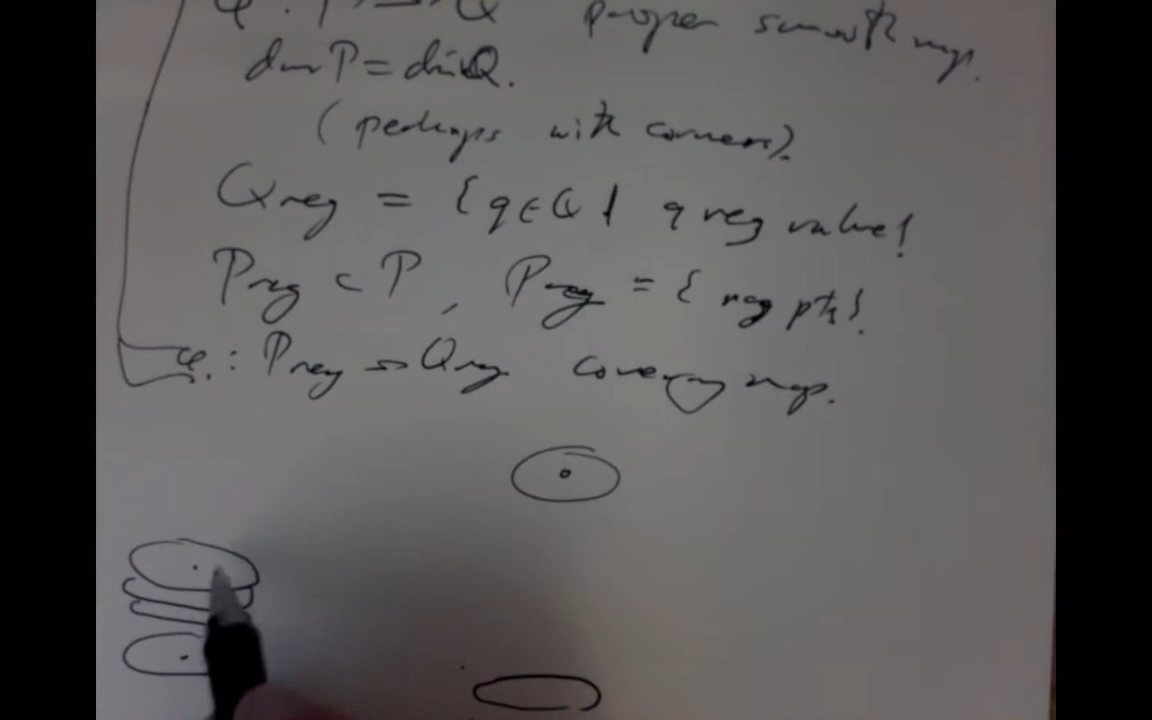 φ : P → Q proper smooth map.
dim P = dim Q.
(perhaps with corners).
Qreg = {q ∈ Q | q reg value}
Preg ⊂ P, Preg = { reg pts}.
φ : Preg → Qreg covering map.